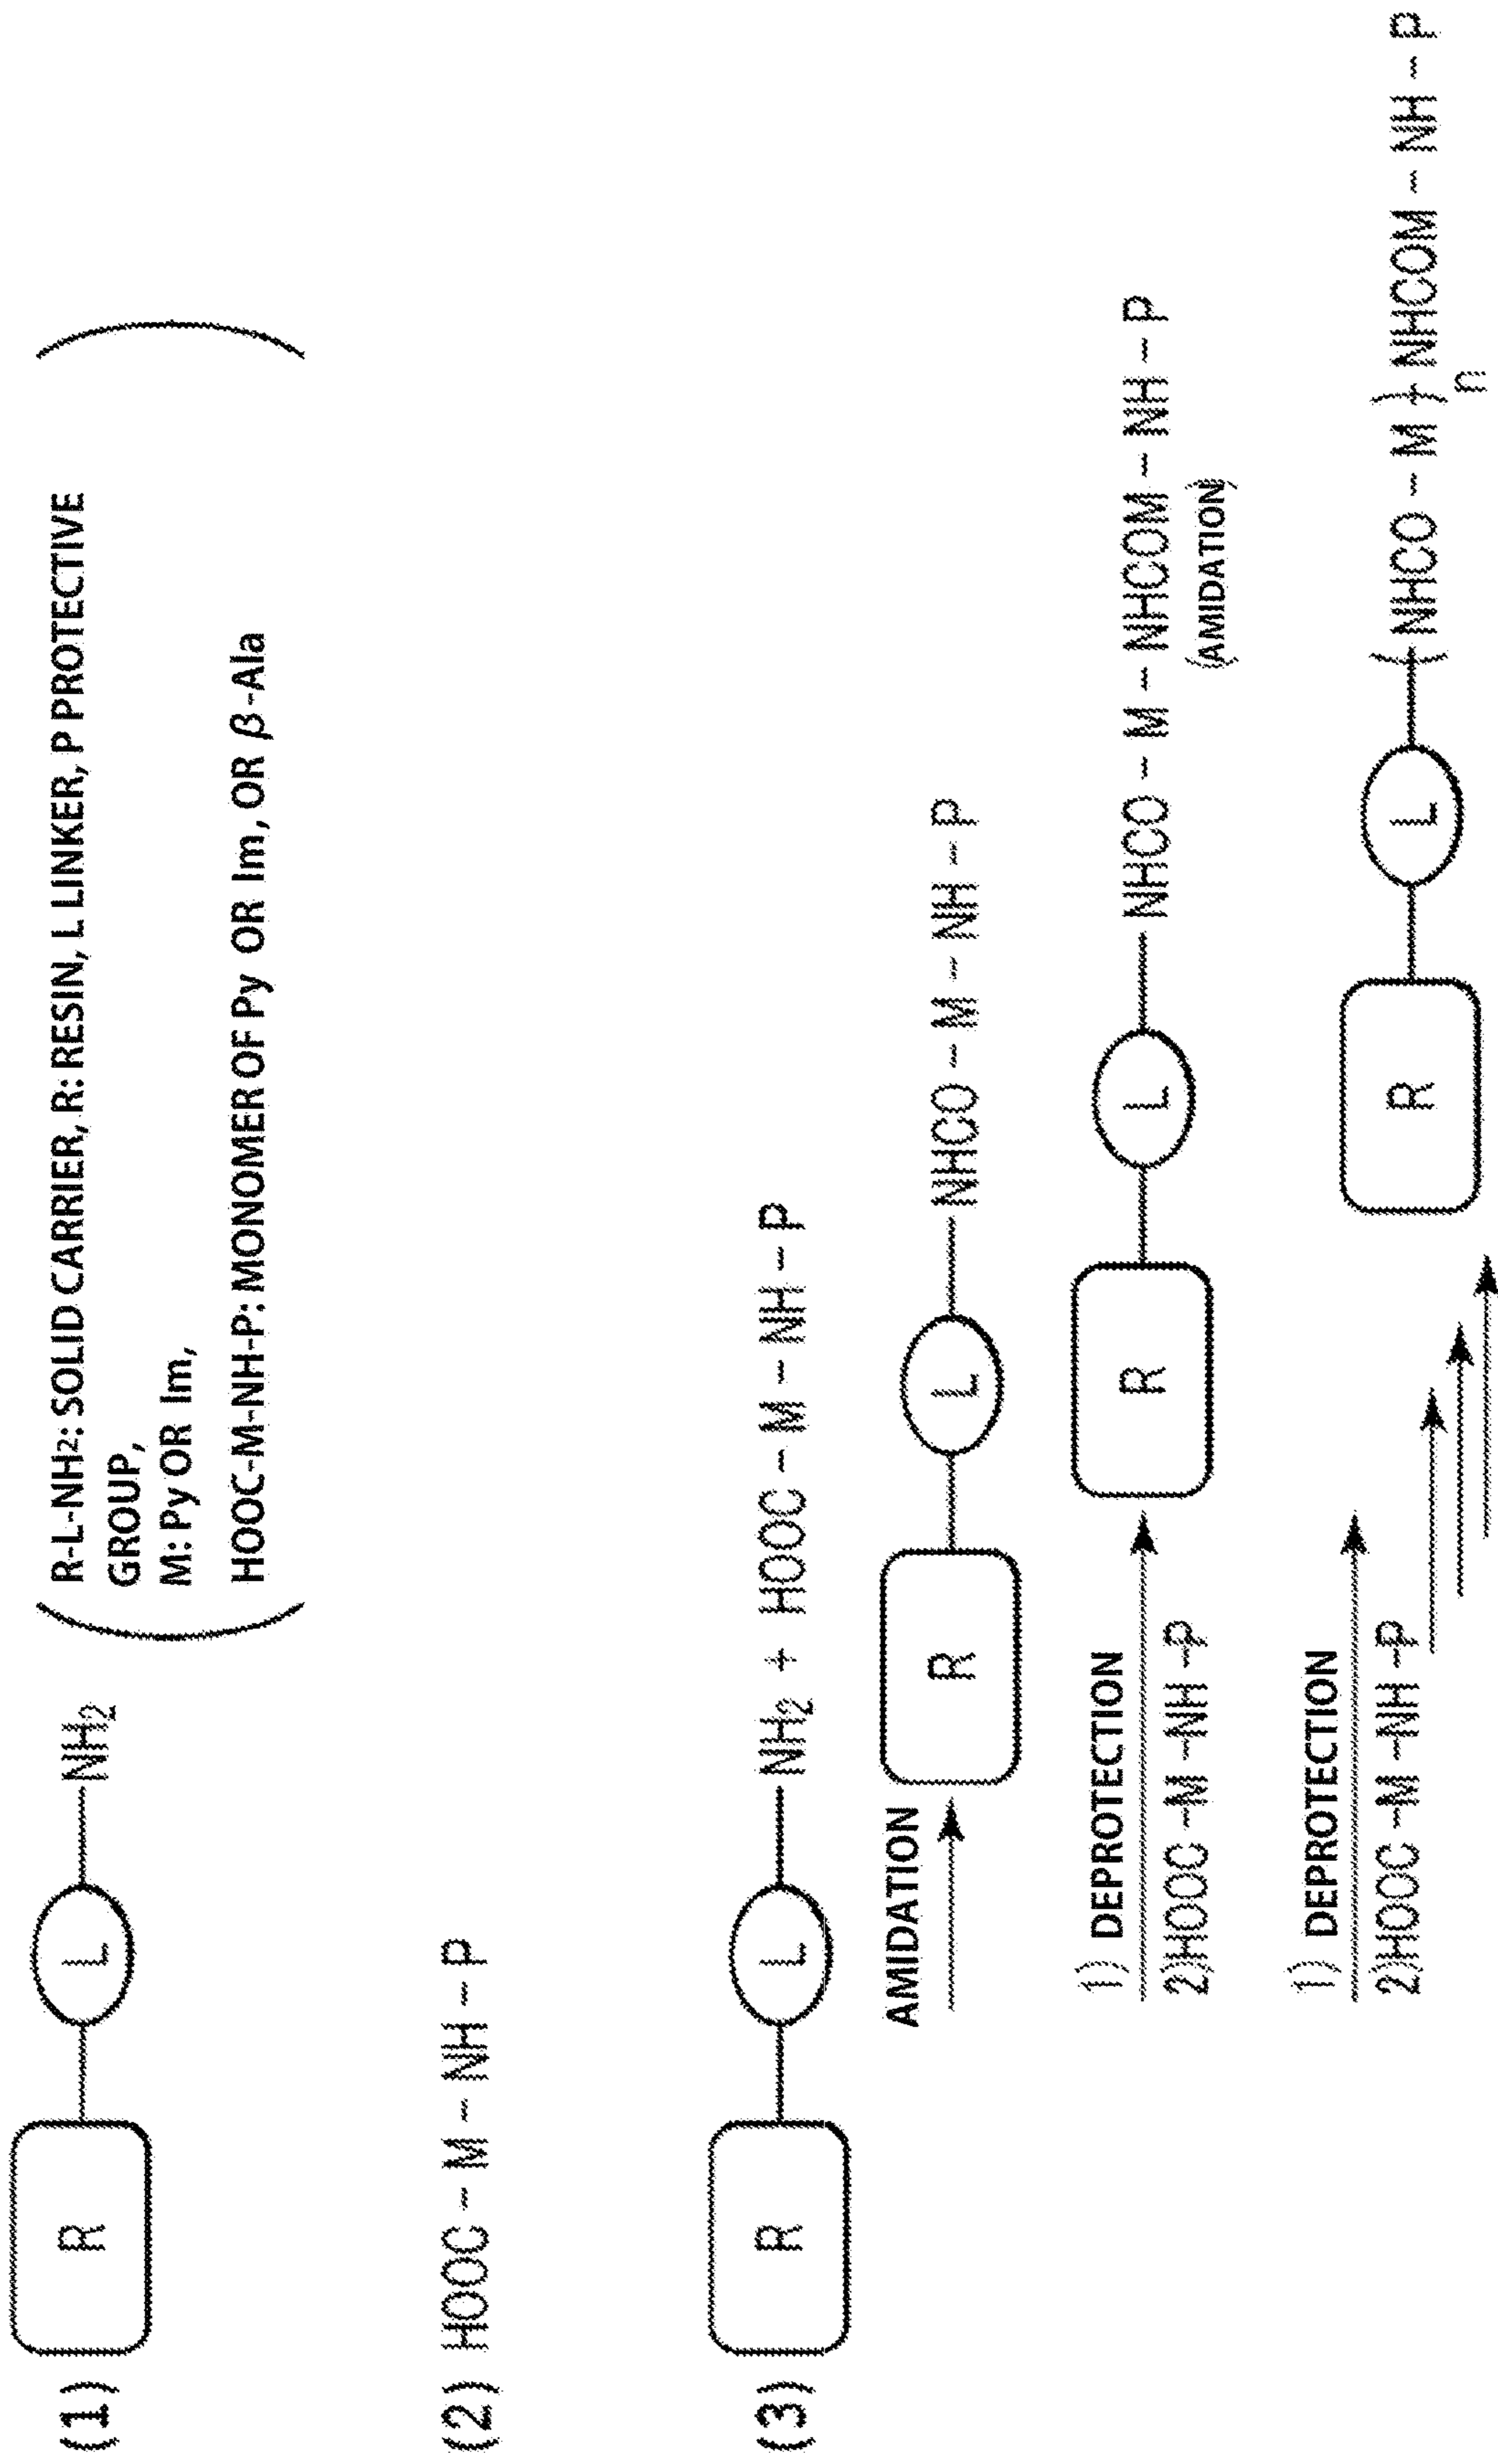 (1) R L NH2 R-L-NH2: SOLID CARRIER, R: RESIN, L LINKER, P PROTECTIVE
GROUP,
M: Py OR Im,
HOOC-M-NH-P: MONOMER OF Py OR Im, OR β-Ala
(2) HOOC - M - NH - P
(3) R L NH2 + HOOC - M - NH - P
AMIDATION
R L NHCO - M - NH - P
1) DEPROTECTION
2)HOOC -M -NH -P
R L NHCO - M - NHCOM - NH - P
(AMIDATION)
1) DEPROTECTION
2)HOOC -M -NH -P
R L ( NHCO - M ) NHCOM - NH - P
n